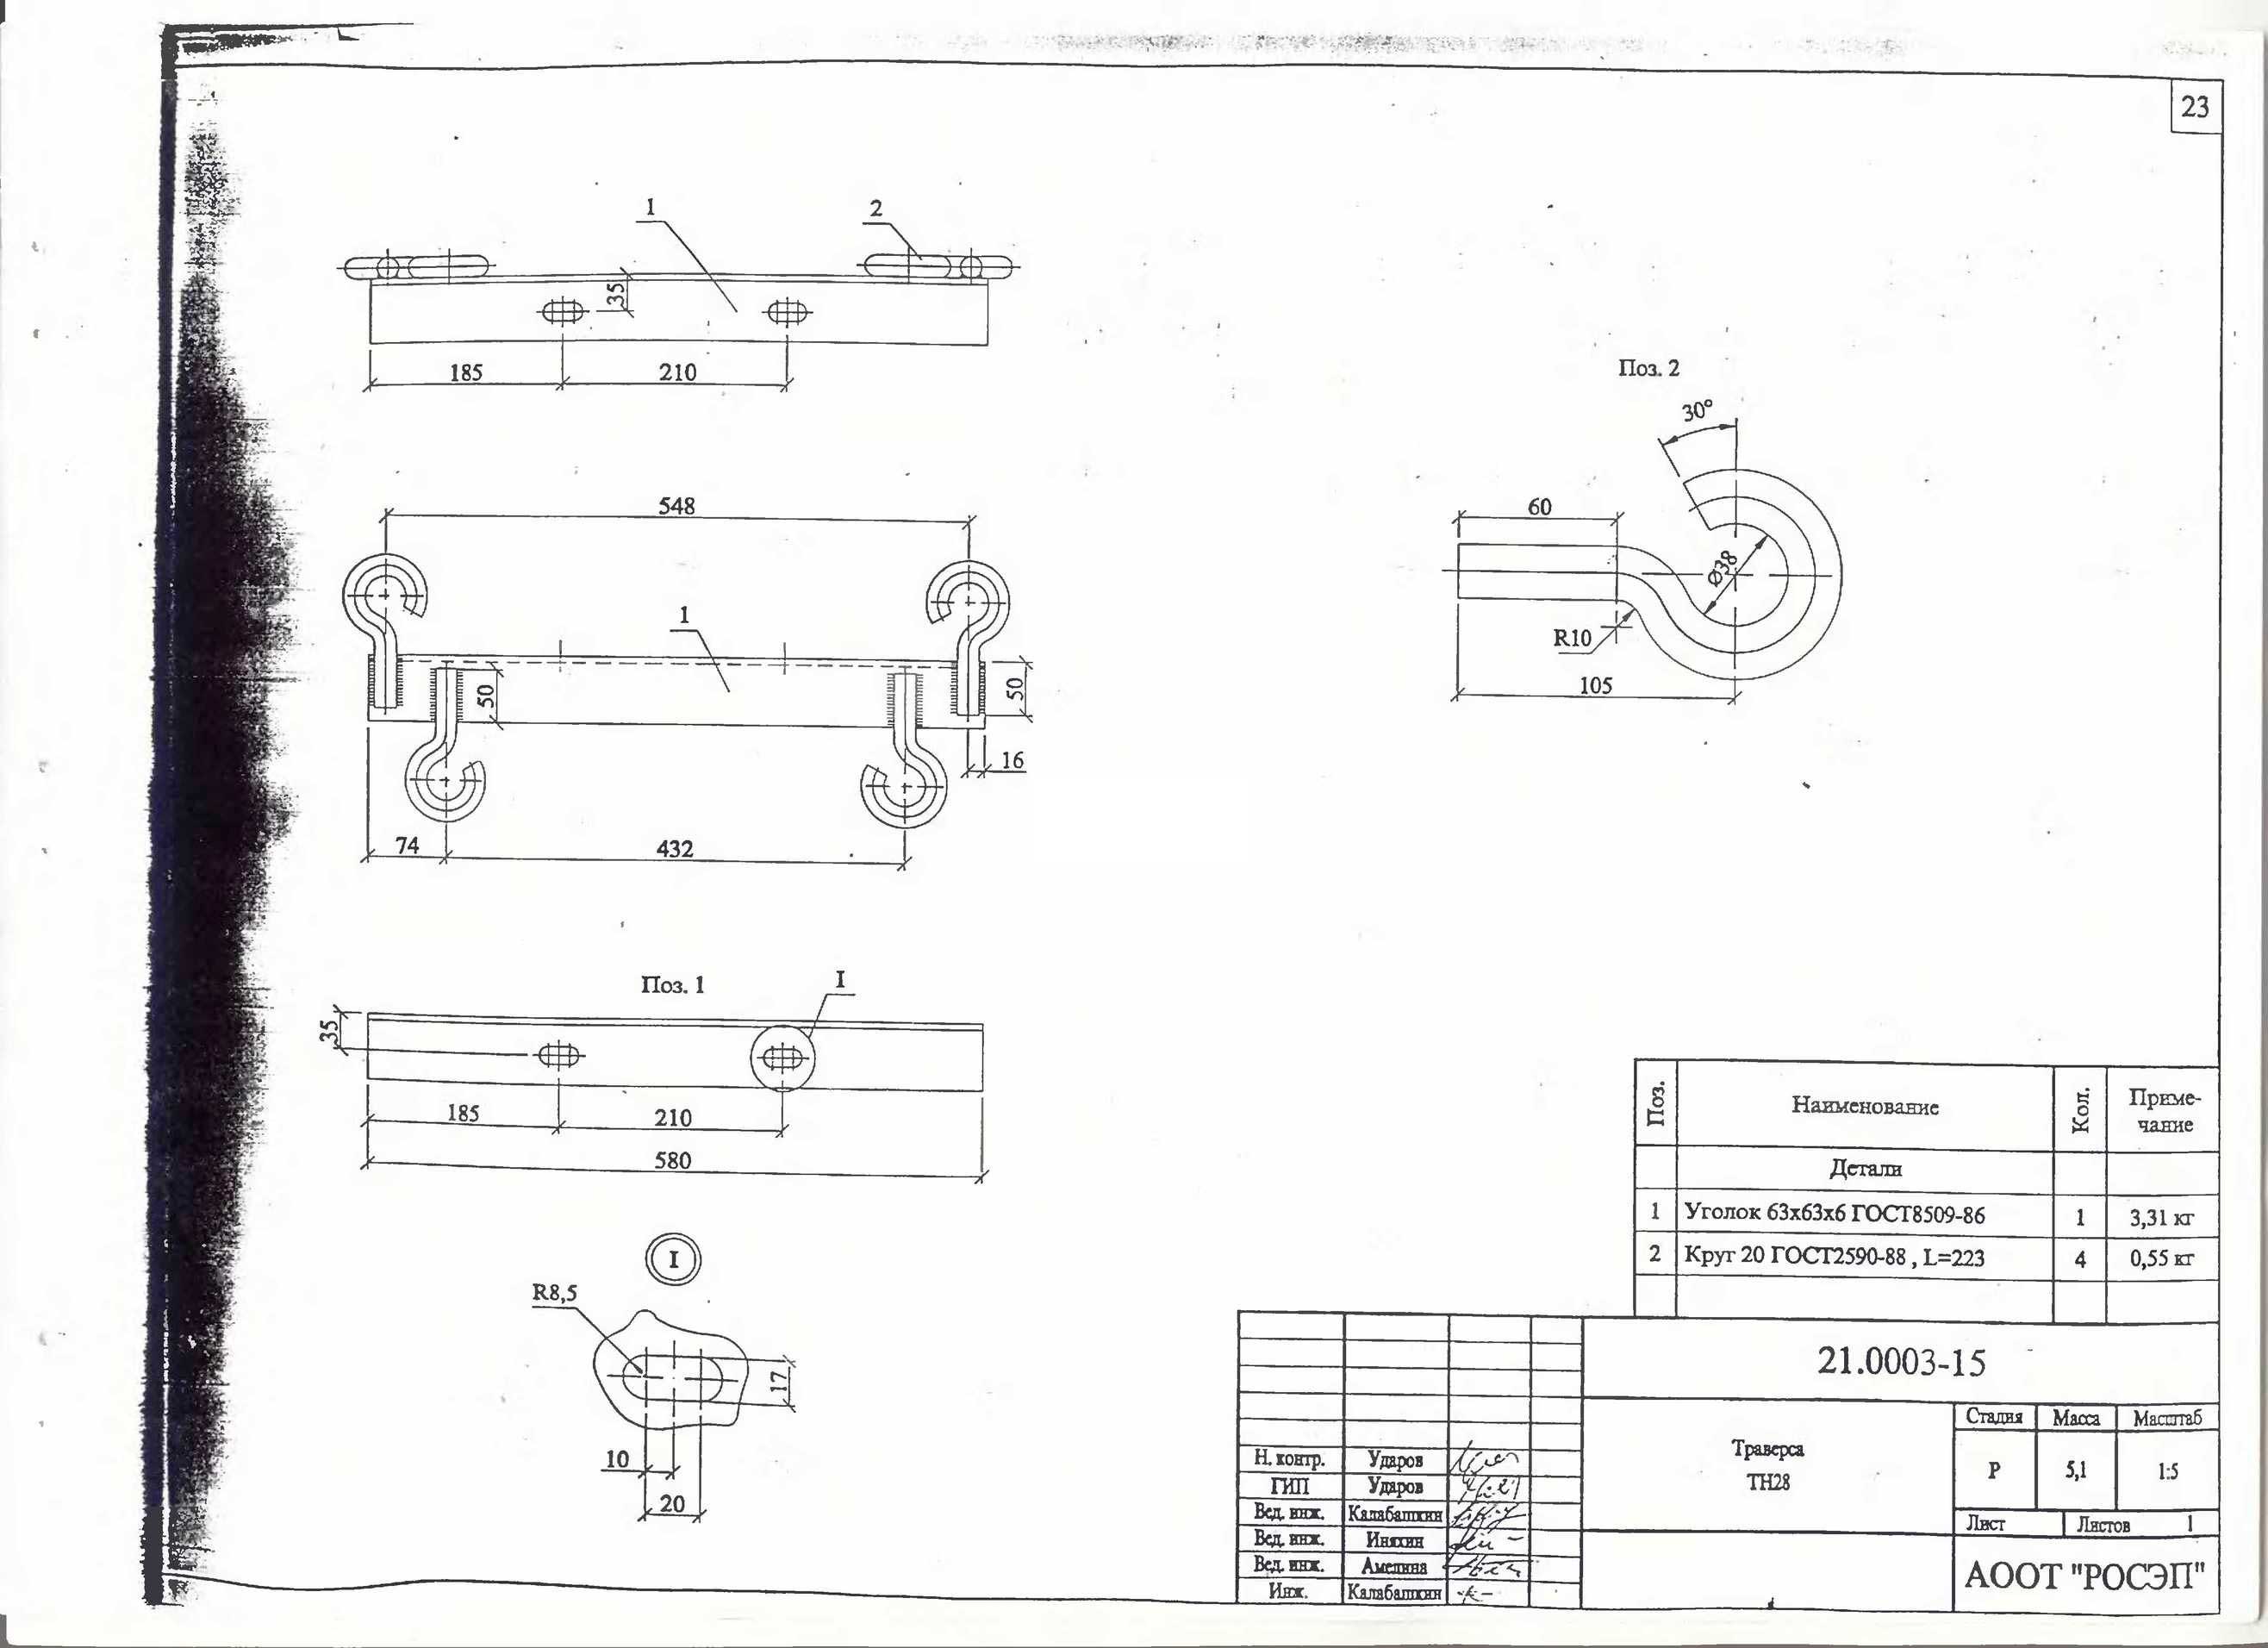 23
1
2
35
185
210
548
1
50
50
16
74
432
Поз. 2
30°
60
Ø38
R10
105
Поз. 1
I
35
185
210
580
I
R8,5
17
10
20
Поз.
Наименование
Кол.
Приме-
чание
Детали
1 Уголок 63х63х6 ГОСТ8509-86 1 3,31 кг
2 Круг 20 ГОСТ2590-88 , L=223 4 0,55 кг
21.0003-15
Траверса
ТН28
Стадия Масса Масштаб
Р 5,1 1:5
Лист Листов 1
АООТ "РОСЭП"
Н. контр. Ударов
ГИП Ударов
Вед. инж. Калабашкин
Вед. инж. Иняхин
Вед. инж. Амелина
Инж. Калабашкин